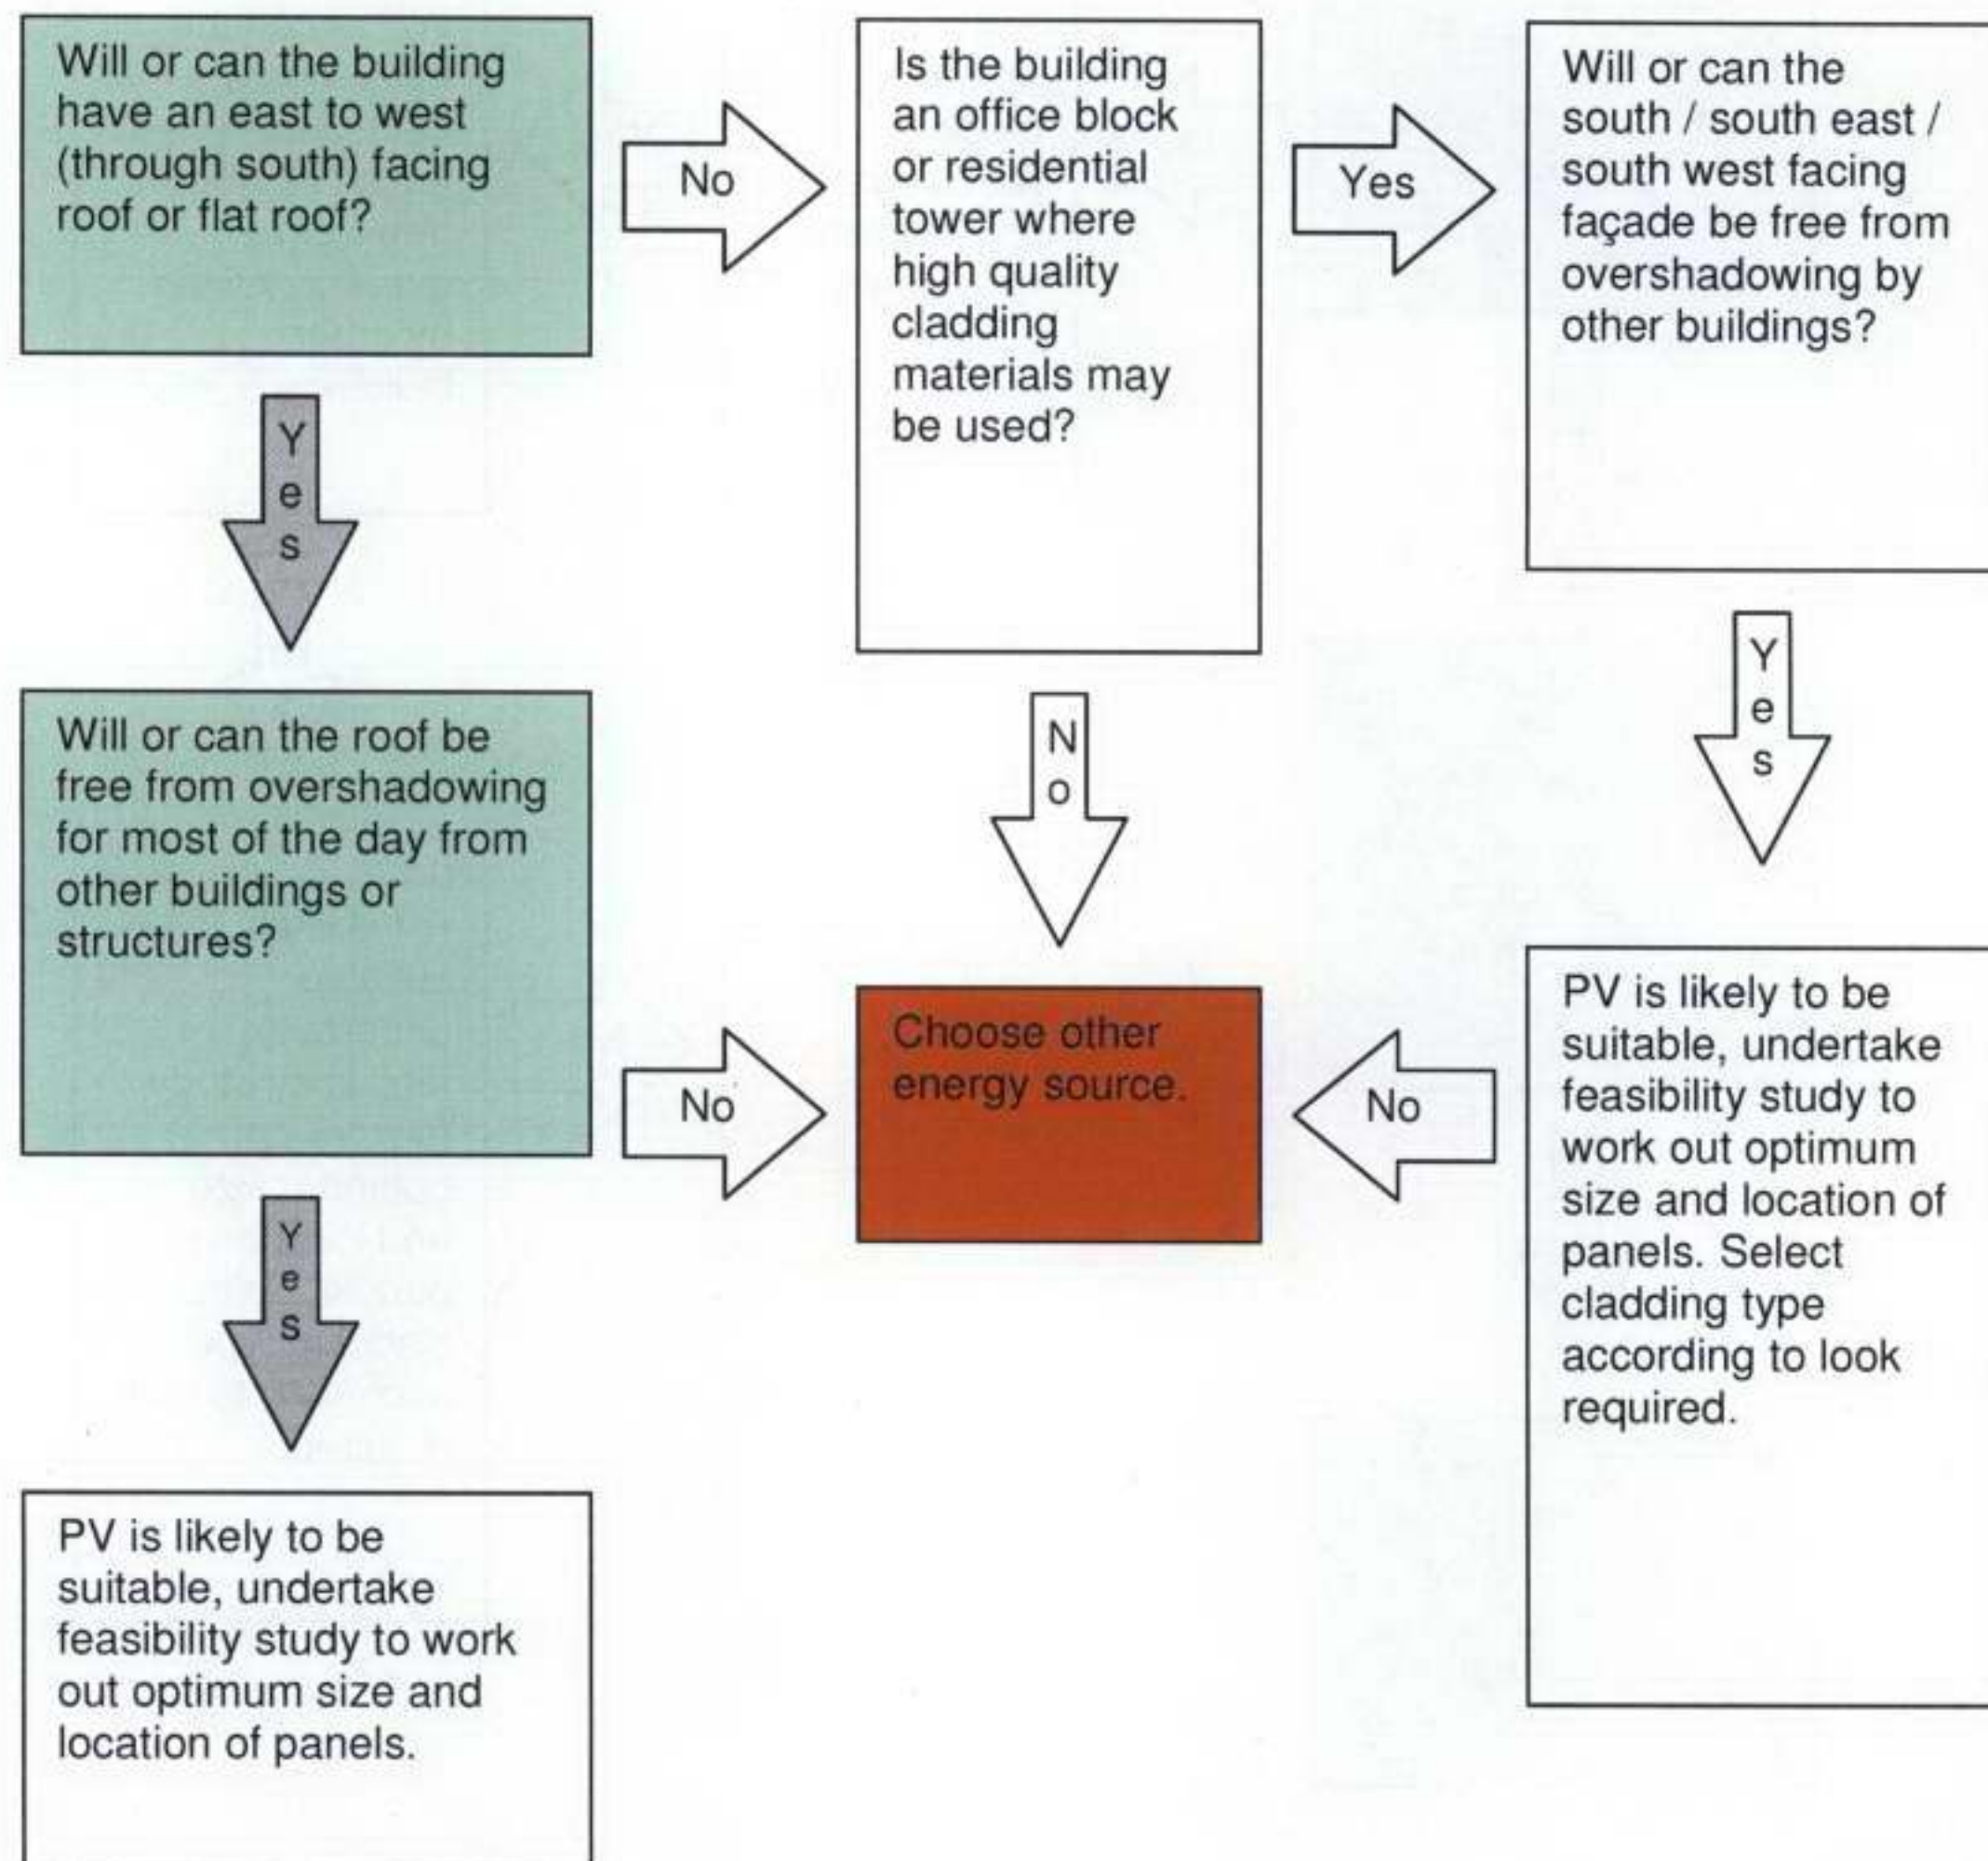 Will or can the building
have an east to west
(through south) facing
roof or flat roof?
No
Is the building
an office block
or residential
tower where
high quality
cladding
materials may
be used?
Yes
Will or can the
south / south east /
south west facing
façade be free from
overshadowing by
other buildings?
Yes
No
Yes
Will or can the roof be
free from overshadowing
for most of the day from
other buildings or
structures?
No
Choose other
energy source.
No
PV is likely to be
suitable, undertake
feasibility study to
work out optimum
size and location of
panels. Select
cladding type
according to look
required.
Yes
PV is likely to be
suitable, undertake
feasibility study to work
out optimum size and
location of panels.